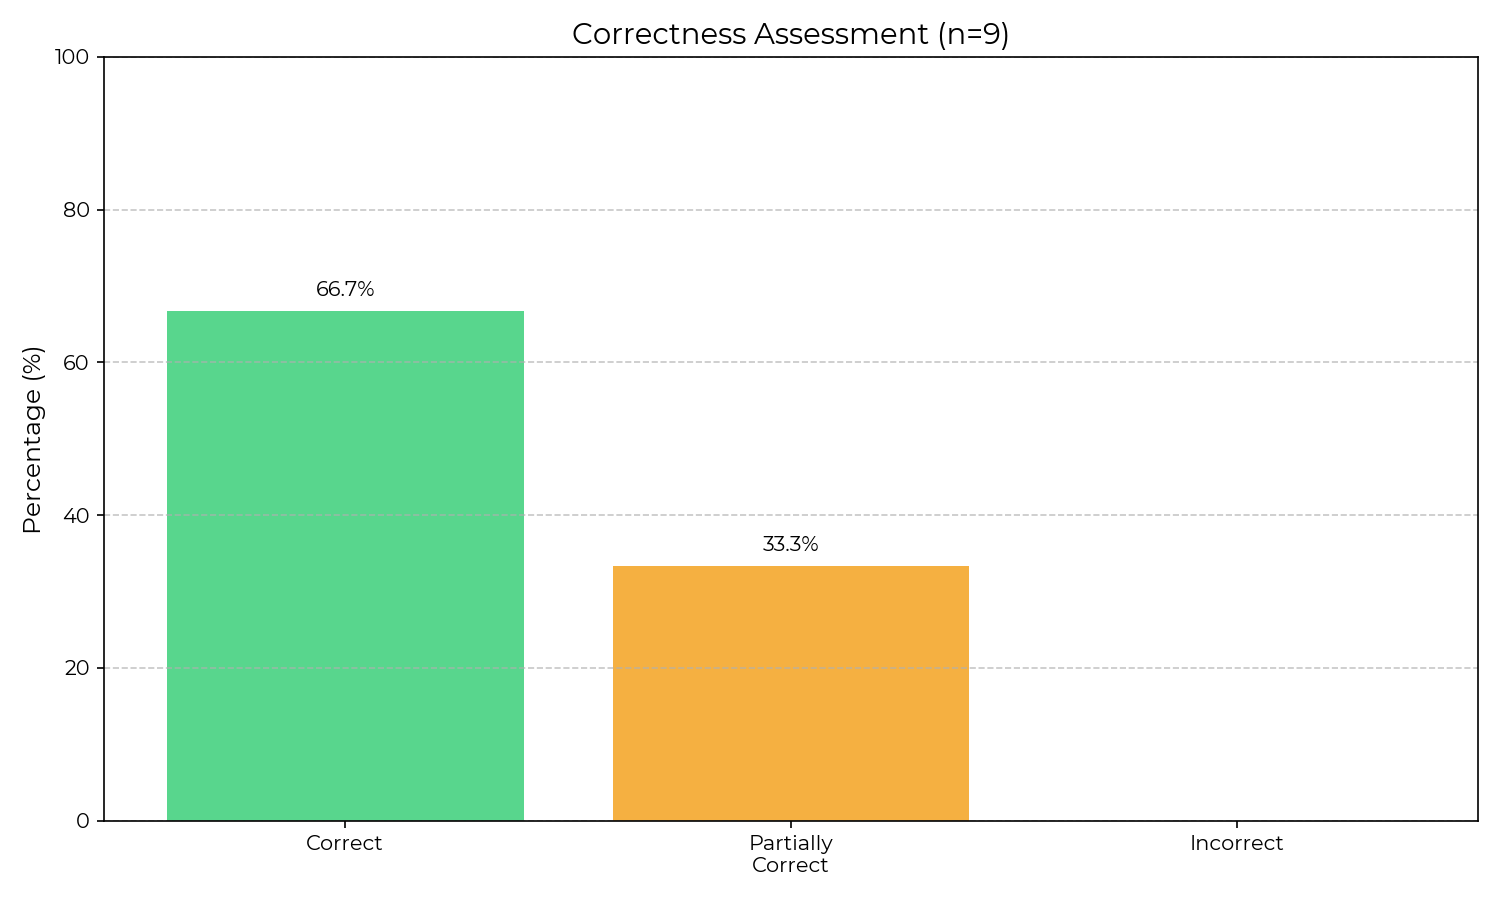 Correctness Assessment (n=9)
100
80
60
40
20
0
Percentage (%)
66.7%
33.3%
Correct
Partially
Correct
Incorrect